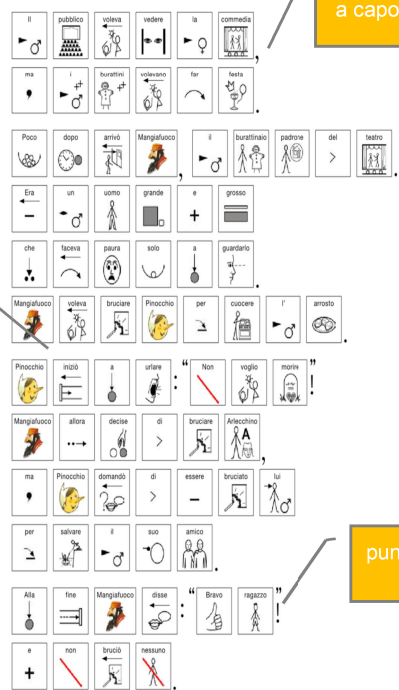 a capo
Il pubblico voleva vedere la commedia,
ma i burattini volevano far festa.
Poco dopo arrivò Mangiafuoco, il burattinaio padrone del teatro.
Era un uomo grande e grosso
che faceva paura solo a guardarlo.
Mangiafuoco voleva bruciare Pinocchio per cuocere l' arrosto.
Pinocchio iniziò a urlare: “Non voglio morire”!
Mangiafuoco allora decise di bruciare Arlecchino,
ma Pinocchio domandò di essere bruciato lui
per salvare il suo amico.
pun
Alla fine Mangiafuoco disse: “Bravo ragazzo”!
e non bruciò nessuno.